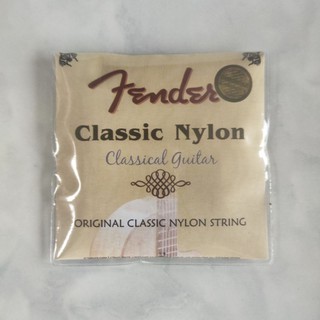 Fender
Classic Nylon
Classical Guitar
ORIGINAL CLASSIC NYLON STRING